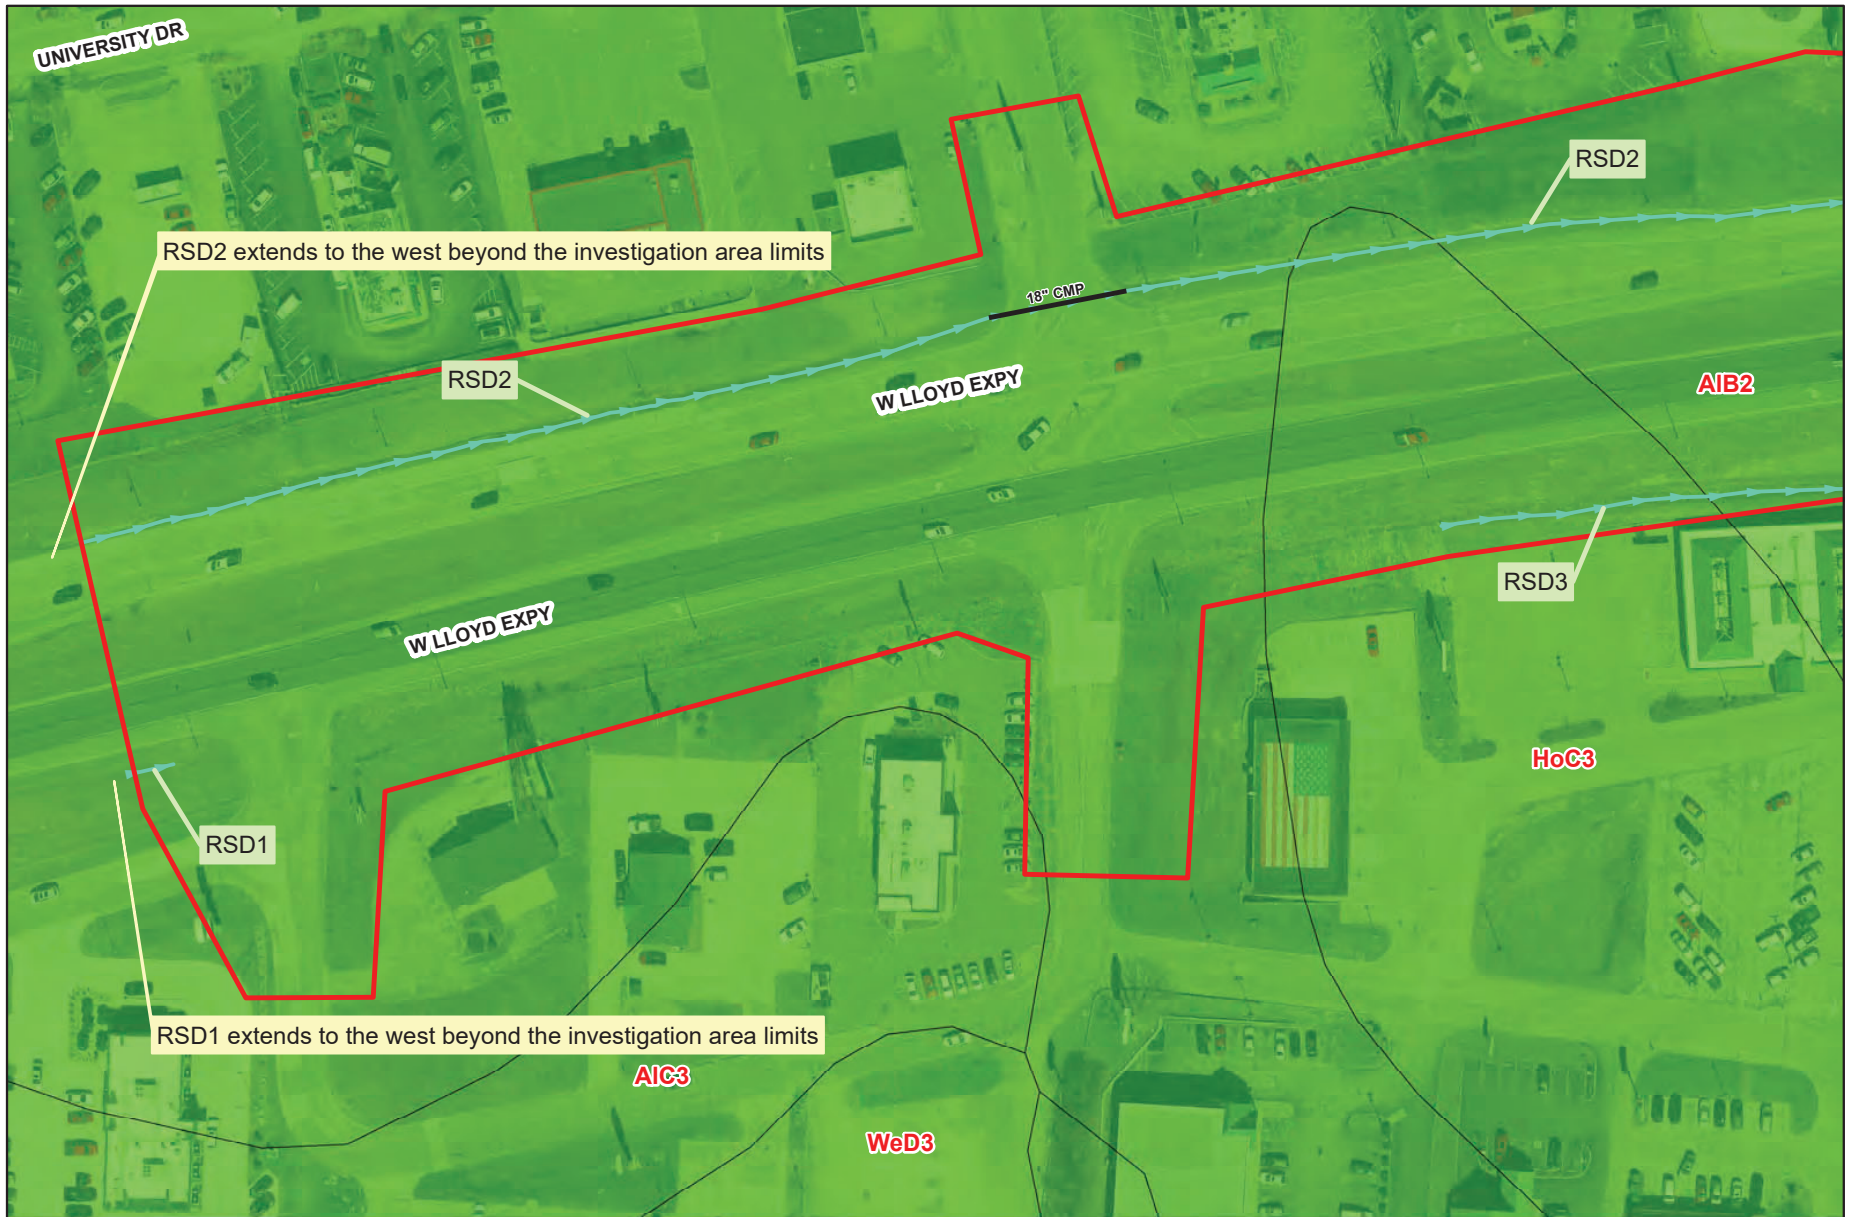 UNIVERSITY DR
RSD2
RSD2 extends to the west beyond the investigation area limits
18" CMP
RSD2
W LLOYD EXPY
AIB2
RSD3
W LLOYD EXPY
HoC3
RSD1
RSD1 extends to the west beyond the investigation area limits
AIC3
WeD3